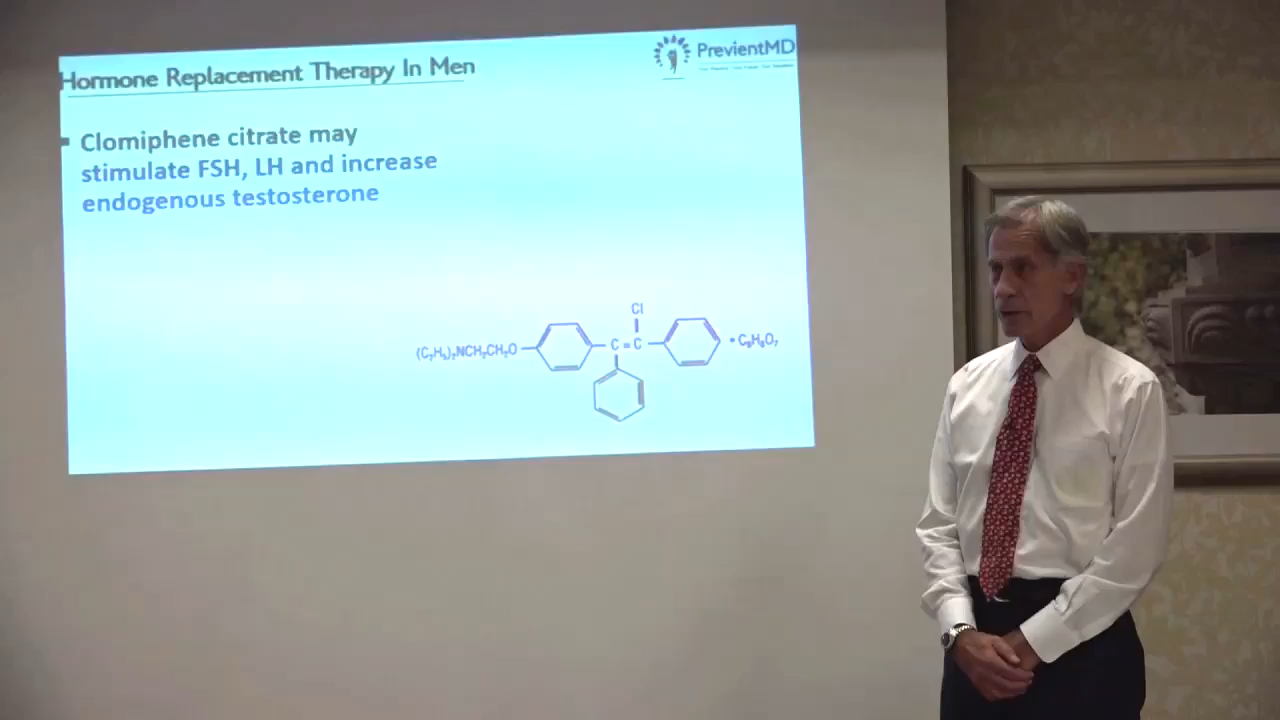 Hormone Replacement Therapy In Men
PrevientMD
Clomiphene citrate may
stimulate FSH, LH and increase
endogenous testosterone
Cl
(C₂H₅)₂NCH₂CH₂O
C = C
• C₆H₈O₇